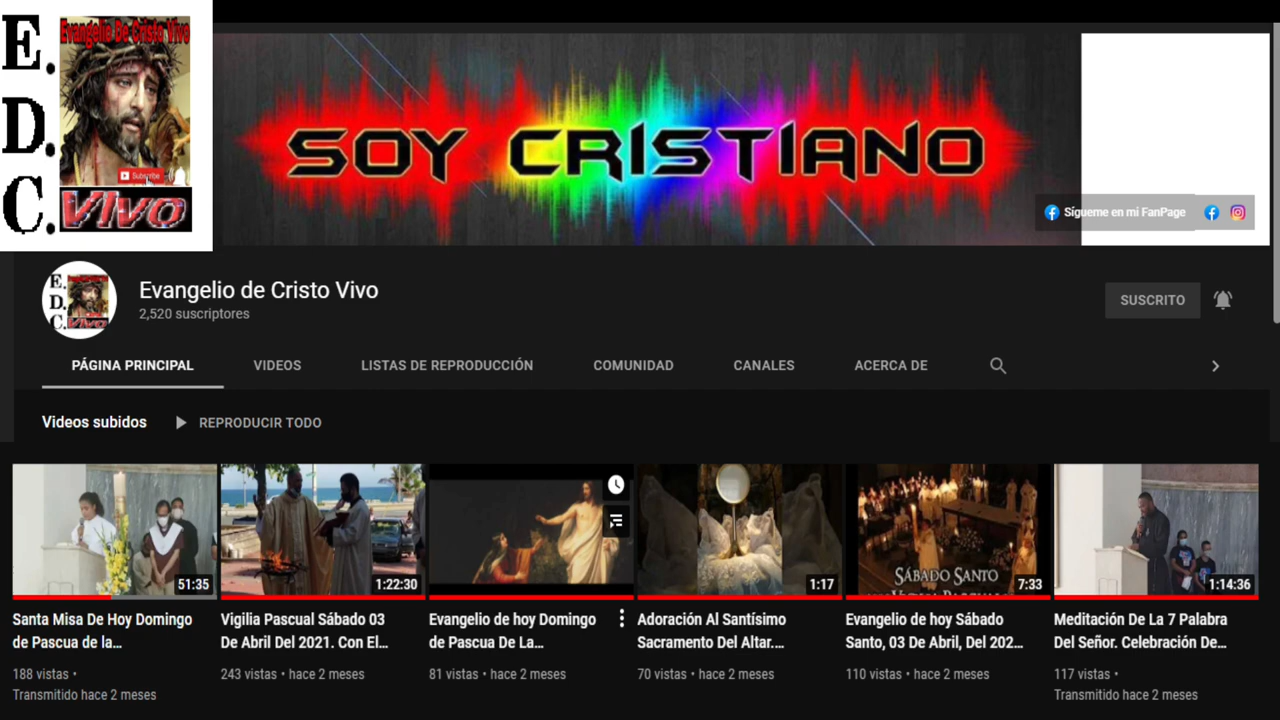 E.
D.
C.
Evangelio De Cristo Vivo
Subscribe
VIvo
SOY CRISTIANO
Sígueme en mi FanPage
E.
D.
C.
VIvo
Evangelio de Cristo Vivo
2,520 suscriptores
SUSCRITO
PÁGINA PRINCIPAL
VIDEOS
LISTAS DE REPRODUCCIÓN
COMUNIDAD
CANALES
ACERCA DE
Videos subidos
REPRODUCIR TODO
51:35
1:22:30
1:17
SÁBADO SANTO
7:33
1:14:36
Santa Misa De Hoy Domingo
de Pascua de la...
188 vistas •
Transmitido hace 2 meses
Vigilia Pascual Sábado 03
De Abril Del 2021. Con El...
243 vistas • hace 2 meses
Evangelio de hoy Domingo
de Pascua De La...
81 vistas • hace 2 meses
Adoración Al Santísimo
Sacramento Del Altar....
70 vistas • hace 2 meses
Evangelio de hoy Sábado
Santo, 03 De Abril, Del 202...
110 vistas • hace 2 meses
Meditación De La 7 Palabra
Del Señor. Celebración De...
117 vistas •
Transmitido hace 2 meses